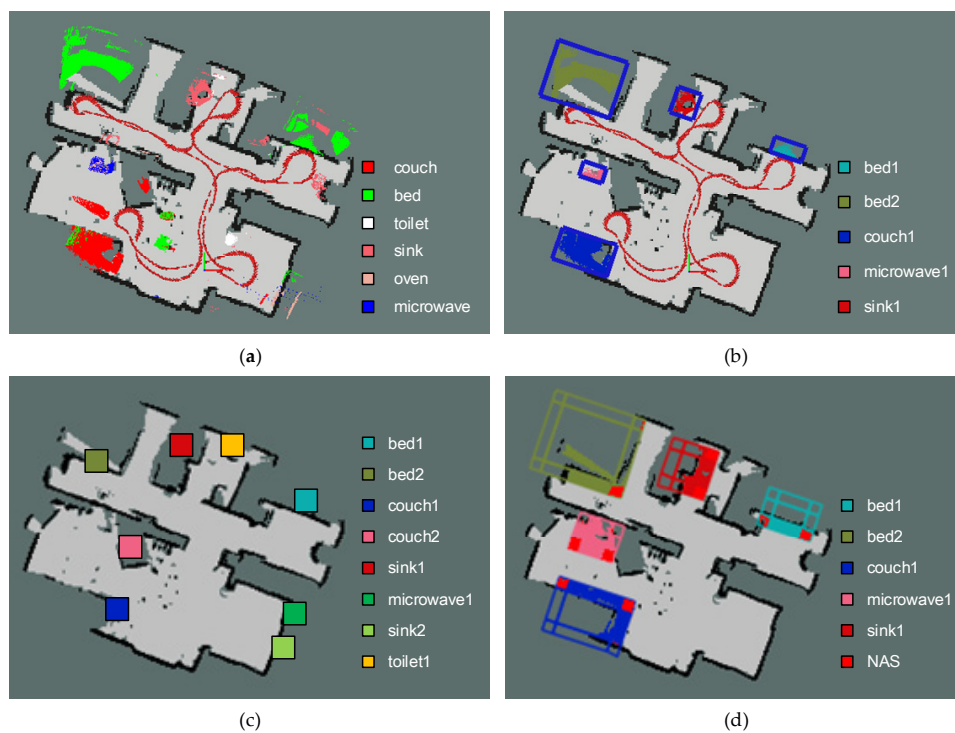 couch
bed
toilet
sink
oven
microwave
(a)
bed1
bed2
couch1
microwave1
sink1
(b)
bed1
bed2
couch1
couch2
sink1
microwave1
sink2
toilet1
(c)
bed1
bed2
couch1
microwave1
sink1
NAS
(d)